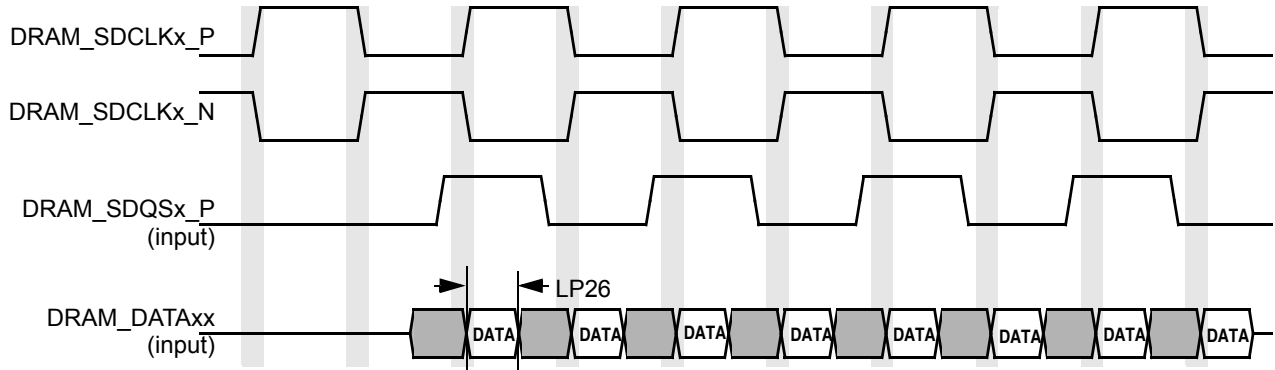 DRAM_SDCLKx_P
DRAM_SDCLKx_N
DRAM_SDQSx_P
(input)
LP26
DRAM_DATAxx
(input)
DATA DATA DATA DATA DATA DATA DATA DATA